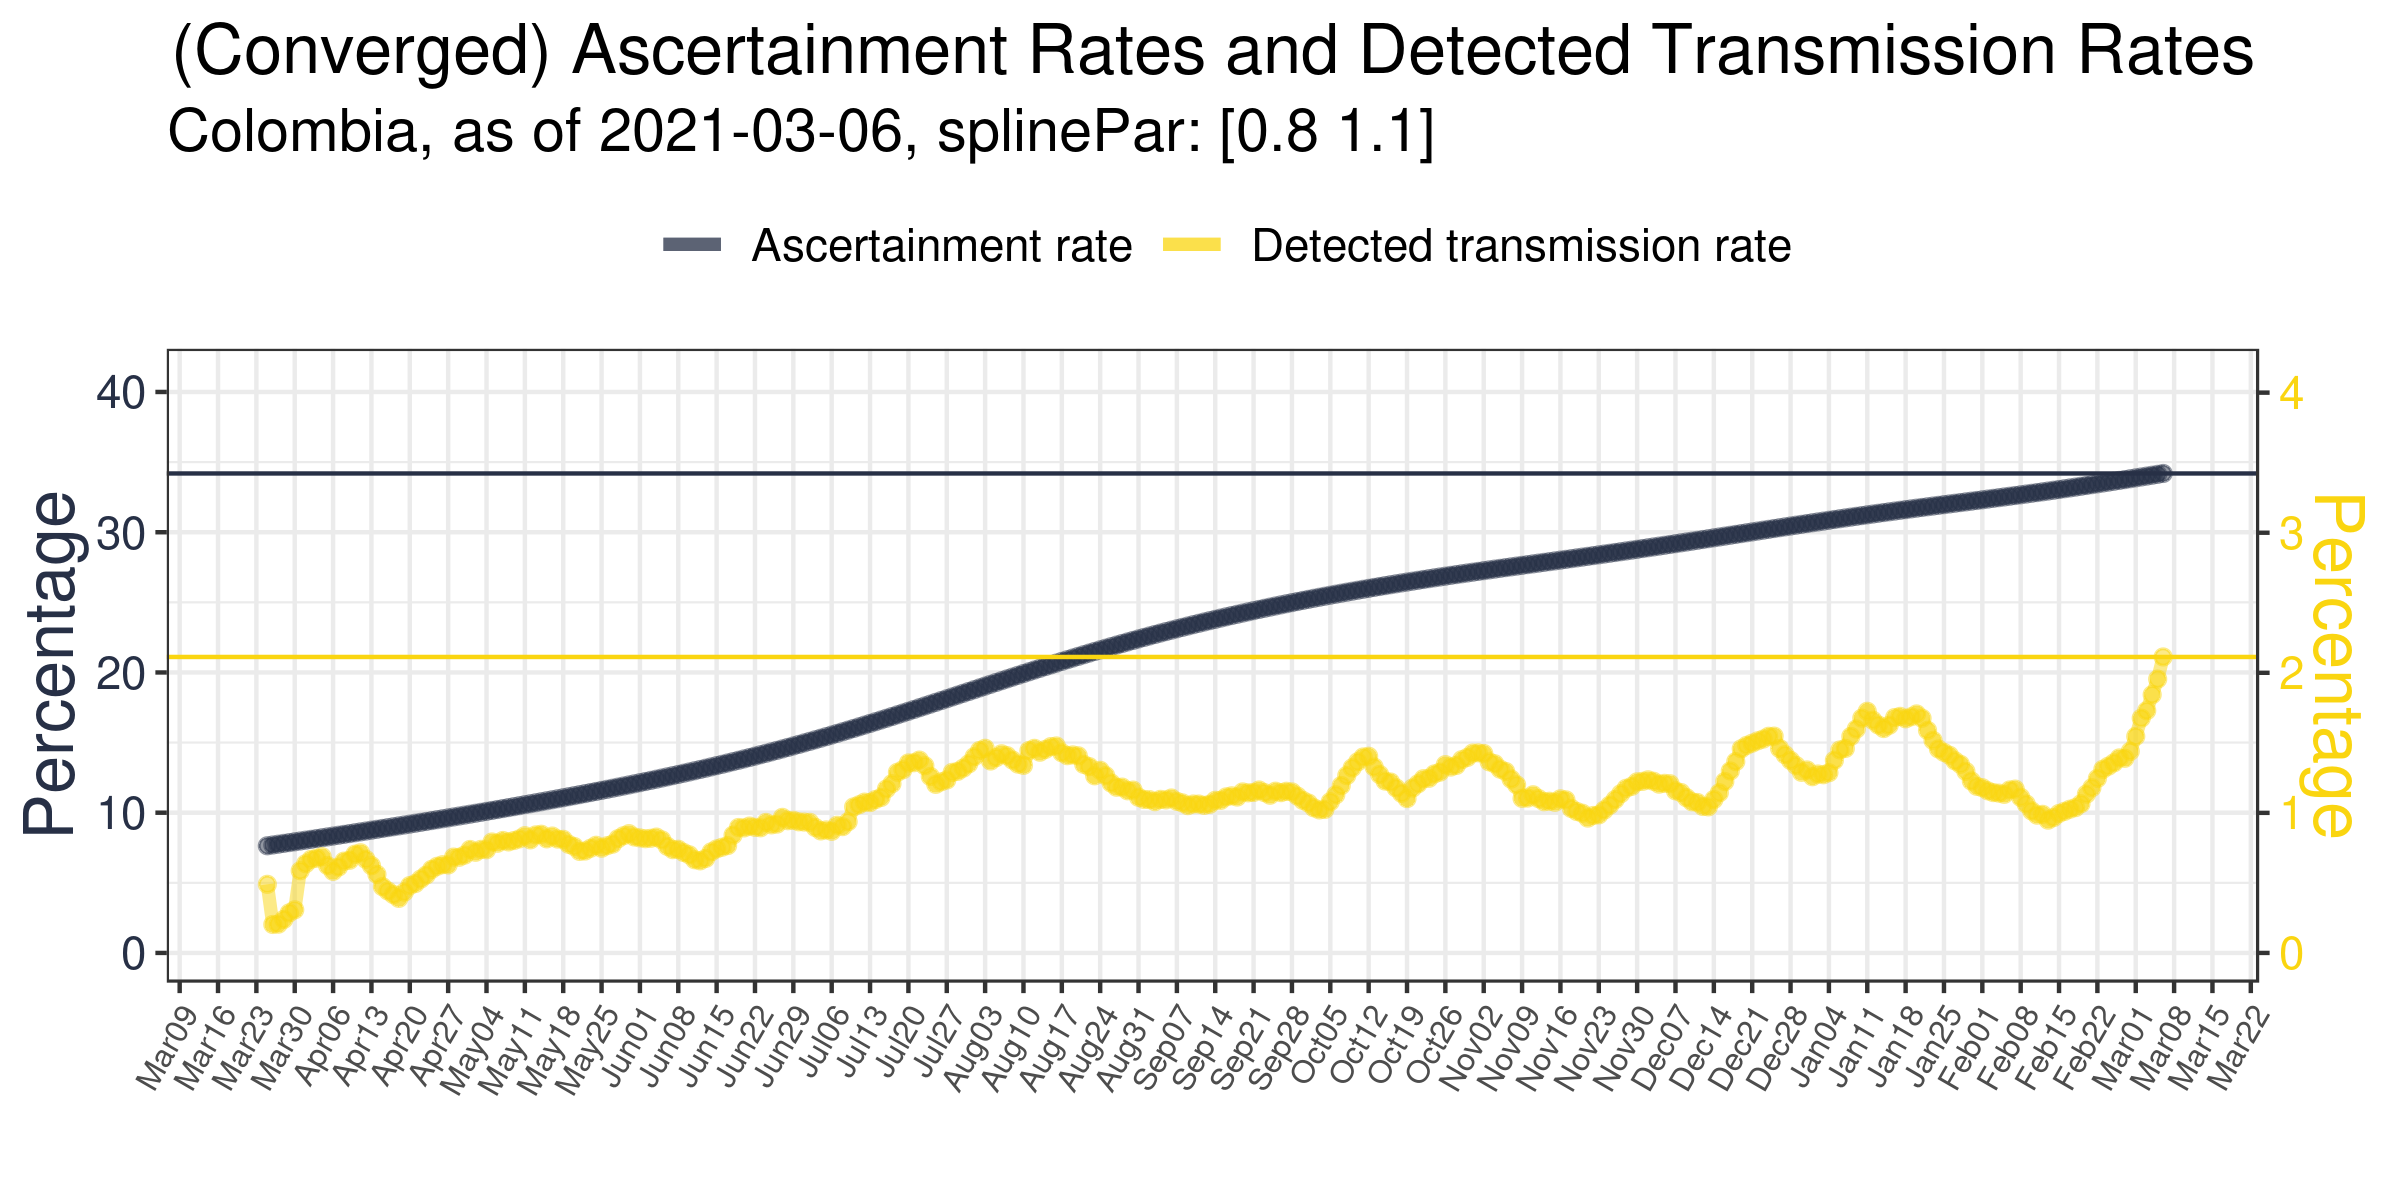 (Converged) Ascertainment Rates and Detected Transmission Rates
Colombia, as of 2021-03-06, splinePar: [0.8 1.1]
Ascertainment rate Detected transmission rate
Percentage
40
30
20
10
0
4
3
2
1
0
Percentage
Mar09 Mar16 Mar23 Mar30 Apr06 Apr13 Apr20 Apr27 May04 May11 May18 May25 Jun01 Jun08 Jun15 Jun22 Jun29 Jul06 Jul13 Jul20 Jul27 Aug03 Aug10 Aug17 Aug24 Aug31 Sep07 Sep14 Sep21 Sep28 Oct05 Oct12 Oct19 Oct26 Nov02 Nov09 Nov16 Nov23 Nov30 Dec07 Dec14 Dec21 Dec28 Jan04 Jan11 Jan18 Jan25 Feb01 Feb08 Feb15 Feb22 Mar01 Mar08 Mar15 Mar22